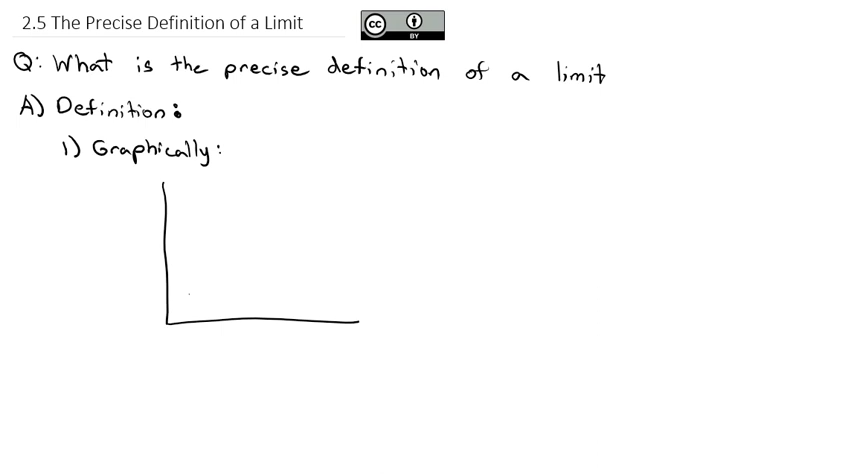 2.5 The Precise Definition of a Limit
cc BY
Q: What is the precise definition of a limit
A) Definition:
1) Graphically: